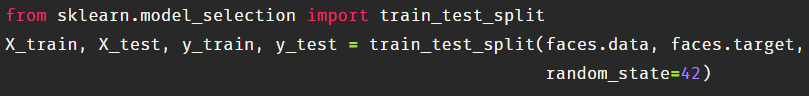 from sklearn.model_selection import train_test_split
X_train, X_test, y_train, y_test = train_test_split(faces.data, faces.target,
                                                    random_state=42)